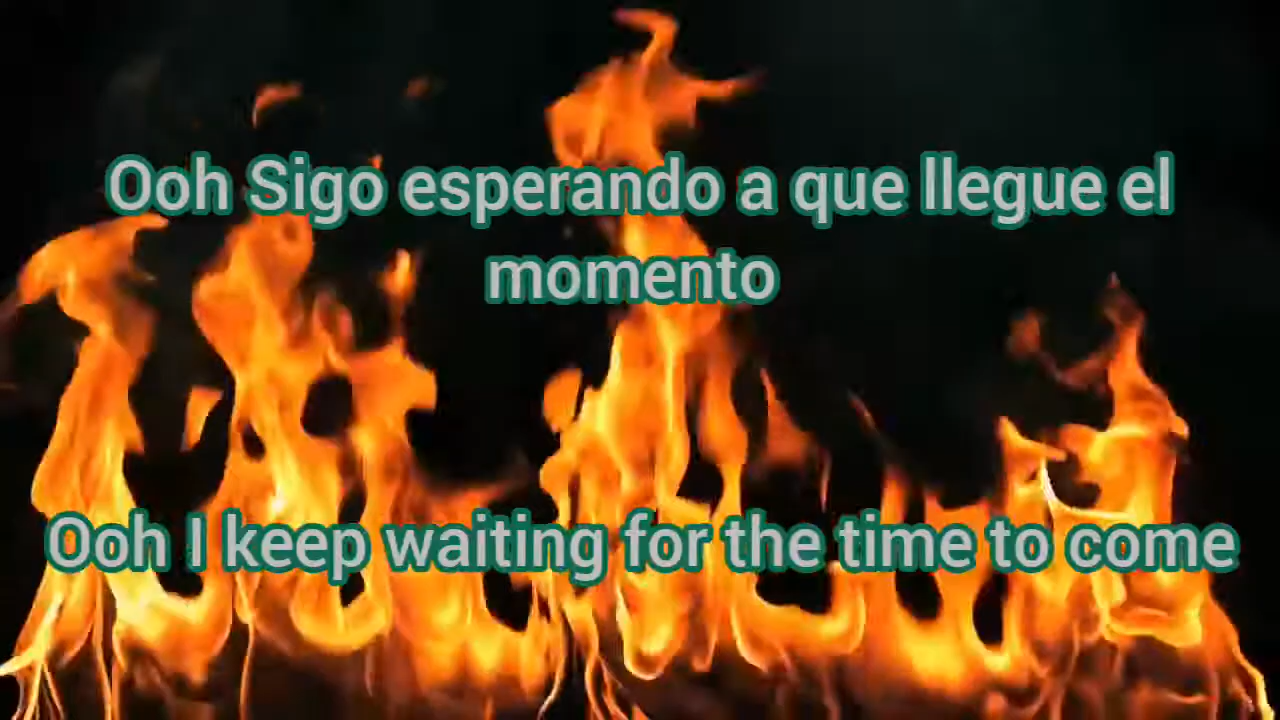 Ooh Sigo esperando a que llegue el
momento
Ooh I keep waiting for the time to come